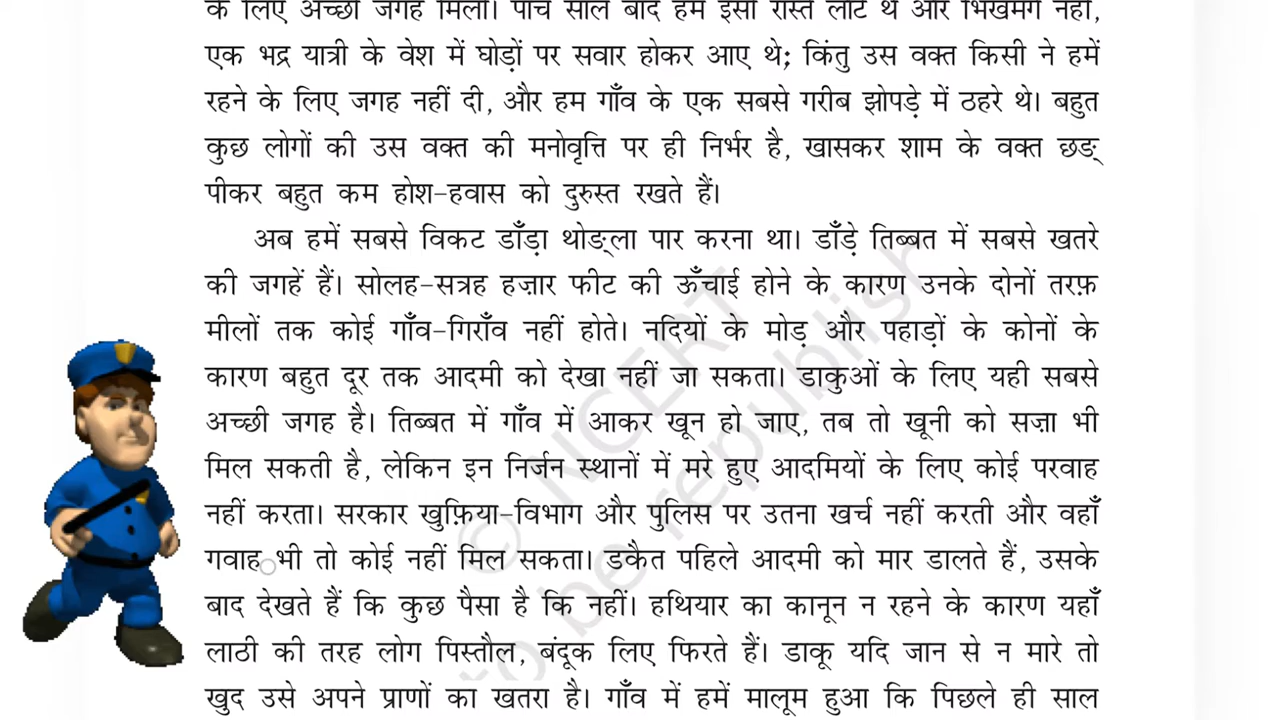 के लिए अच्छी जगह मिली। पाँच साल बाद हम इसी रास्ते लौटे थे और भिखमंगे नहीं,
एक भद्र यात्री के वेश में घोड़ों पर सवार होकर आए थे; किंतु उस वक्त किसी ने हमें
रहने के लिए जगह नहीं दी, और हम गाँव के एक सबसे गरीब झोपड़े में ठहरे थे। बहुत
कुछ लोगों की उस वक्त की मनोवृत्ति पर ही निर्भर है, खासकर शाम के वक्त छङ्
पीकर बहुत कम होश-हवास को दुरुस्त रखते हैं।
अब हमें सबसे विकट डाँड़ा थोङ्ला पार करना था। डाँड़े तिब्बत में सबसे खतरे
की जगहें हैं। सोलह-सत्रह हज़ार फीट की ऊँचाई होने के कारण उनके दोनों तरफ़
मीलों तक कोई गाँव-गिराँव नहीं होते। नदियों के मोड़ और पहाड़ों के कोनों के
कारण बहुत दूर तक आदमी को देखा नहीं जा सकता। डाकुओं के लिए यही सबसे
अच्छी जगह है। तिब्बत में गाँव में आकर खून हो जाए, तब तो खूनी को सज़ा भी
मिल सकती है, लेकिन इन निर्जन स्थानों में मरे हुए आदमियों के लिए कोई परवाह
नहीं करता। सरकार खुफ़िया-विभाग और पुलिस पर उतना खर्च नहीं करती और वहाँ
गवाह भी तो कोई नहीं मिल सकता। डकैत पहिले आदमी को मार डालते हैं, उसके
बाद देखते हैं कि कुछ पैसा है कि नहीं। हथियार का कानून न रहने के कारण यहाँ
लाठी की तरह लोग पिस्तौल, बंदूक लिए फिरते हैं। डाकू यदि जान से न मारे तो
खुद उसे अपने प्राणों का खतरा है। गाँव में हमें मालूम हुआ कि पिछले ही साल
© NCERT
to be republish